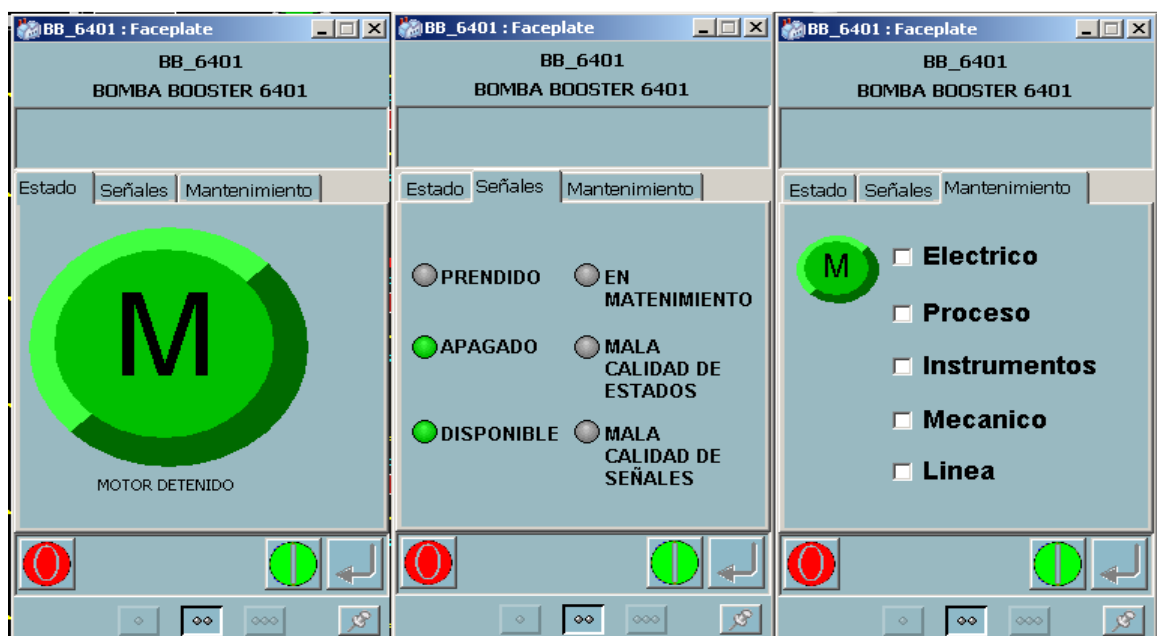 BB_6401 : Faceplate
BB_6401
BOMBA BOOSTER 6401
Estado
Señales
Mantenimiento
M
MOTOR DETENIDO
BB_6401 : Faceplate
BB_6401
BOMBA BOOSTER 6401
Estado
Señales
Mantenimiento
PRENDIDO
EN
MATENIMIENTO
APAGADO
MALA
CALIDAD DE
ESTADOS
DISPONIBLE
MALA
CALIDAD DE
SEÑALES
BB_6401 : Faceplate
BB_6401
BOMBA BOOSTER 6401
Estado
Señales
Mantenimiento
M
Electrico
Proceso
Instrumentos
Mecanico
Linea